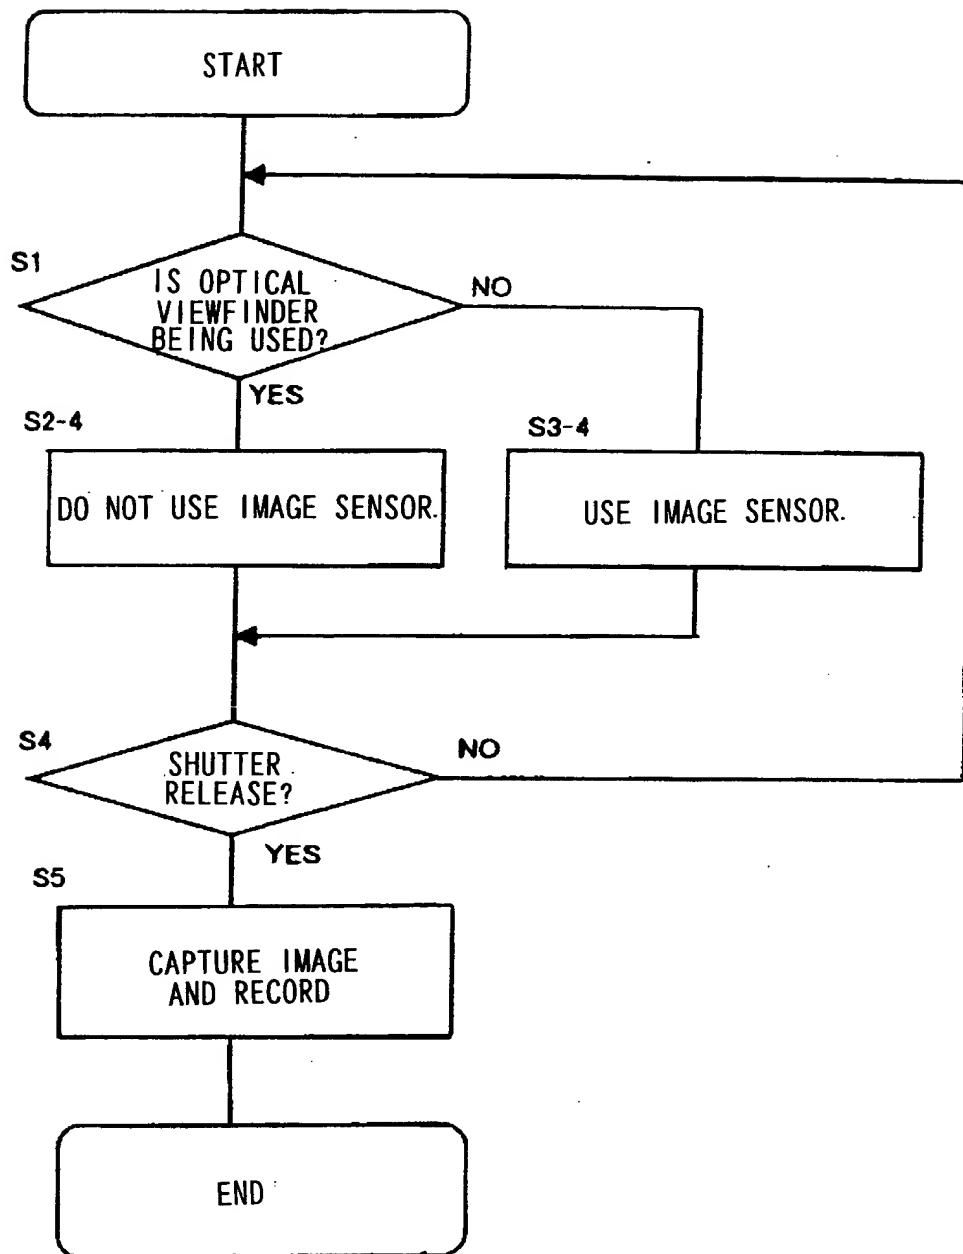 START
S1
IS OPTICAL
VIEWFINDER
BEING USED?
NO
YES
S2-4
DO NOT USE IMAGE SENSOR.
S3-4
USE IMAGE SENSOR.
S4
SHUTTER
RELEASE?
NO
YES
S5
CAPTURE IMAGE
AND RECORD
END